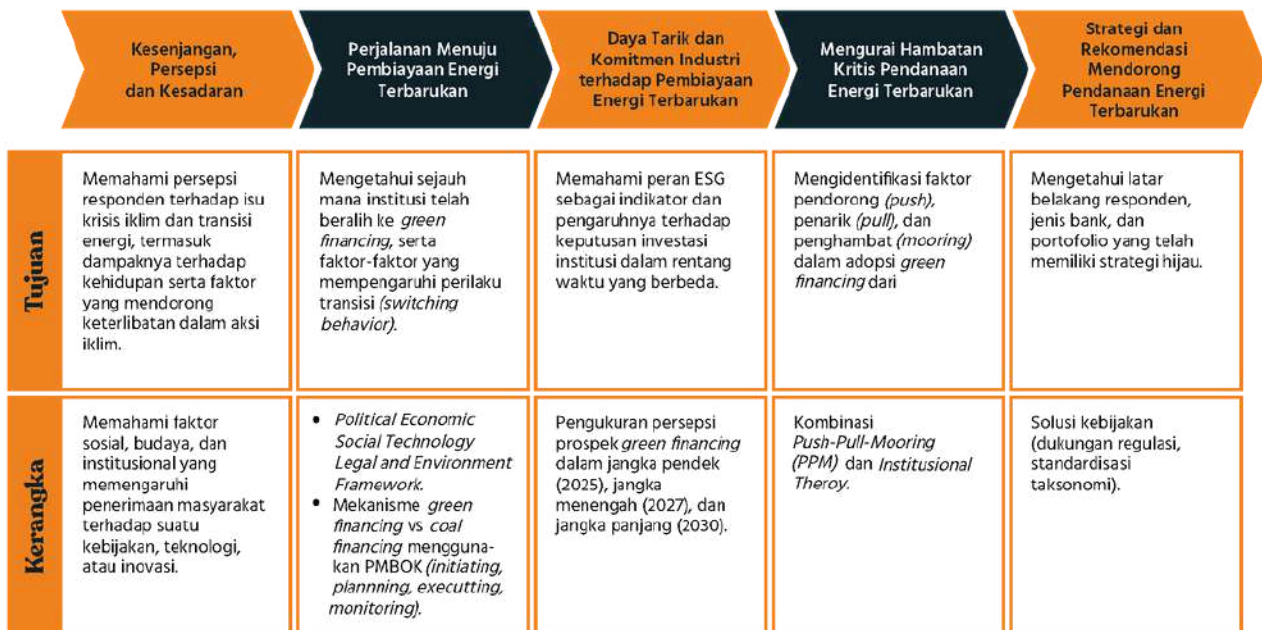 Kesenjangan,
Persepsi
dan Kesadaran
Perjalanan Menuju
Pembiayaan Energi
Terbarukan
Daya Tarik dan
Komitmen Industri
terhadap Pembiayaan
Energi Terbarukan
Mengurai Hambatan
Kritis Pendanaan
Energi Terbarukan
Strategi dan
Rekomendasi
Mendorong
Pendanaan Energi
Terbarukan
Tujuan
Memahami persepsi
responden terhadap isu
krisis iklim dan transisi
energi, termasuk
dampaknya terhadap
kehidupan serta faktor
yang mendorong
keterlibatan dalam aksi
iklim.
Mengetahui sejauh
mana institusi telah
beralih ke green
financing, serta
faktor-faktor yang
mempengaruhi perilaku
transisi (switching
behavior).
Memahami peran ESG
sebagai indikator dan
pengaruhnya terhadap
keputusan investasi
institusi dalam rentang
waktu yang berbeda.
Mengidentifikasi faktor
pendorong (push),
penarik (pull), dan
penghambat (mooring)
dalam adopsi green
financing dari
Mengetahui latar
belakang responden,
jenis bank, dan
portofolio yang telah
memiliki strategi hijau.
Kerangka
Memahami faktor
sosial, budaya, dan
institusional yang
memengaruhi
penerimaan masyarakat
terhadap suatu
kebijakan, teknologi,
atau inovasi.
• Political Economic
Social Technology
Legal and Environment
Framework.
• Mekanisme green
financing vs coal
financing mengguna-
kan PMBOK (initiating,
plannning, executting,
monitoring).
Pengukuran persepsi
prospek green financing
dalam jangka pendek
(2025), jangka
menengah (2027), dan
jangka panjang (2030).
Kombinasi
Push-Pull-Mooring
(PPM) dan Institusional
Theroy.
Solusi kebijakan
(dukungan regulasi,
standardisasi
taksonomi).